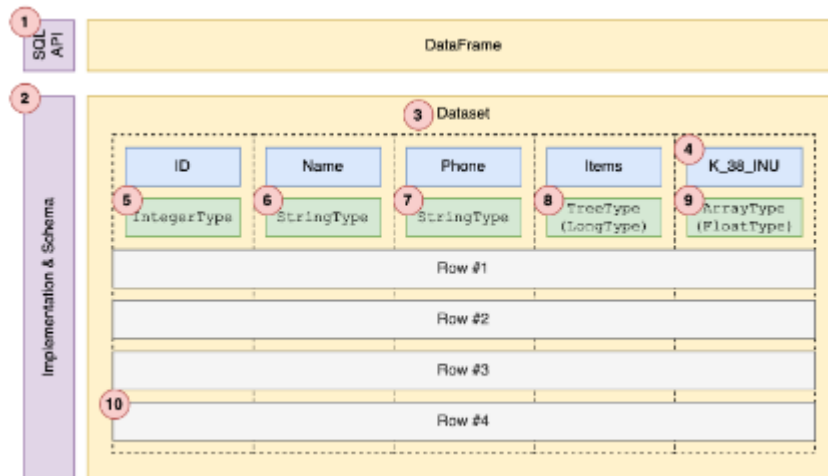 1
SQL
API
DataFrame
2
Implementation & Schema
3 Dataset
4
ID Name Phone Items K_38_INU
5 6 7 8 9
IntegerType StringType StringType TreeType
(LongType) ArrayType
(FloatType)
Row #1
Row #2
Row #3
10
Row #4